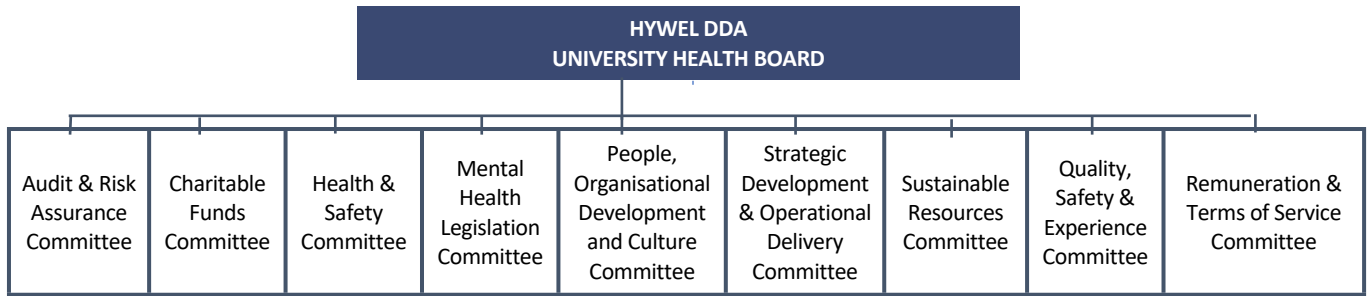 HYWEL DDA
UNIVERSITY HEALTH BOARD
Audit & Risk
Assurance
Committee
Charitable
Funds
Committee
Health &
Safety
Committee
Mental
Health
Legislation
Committee
People,
Organisational
Development
and Culture
Committee
Strategic
Development
& Operational
Delivery
Committee
Sustainable
Resources
Committee
Quality,
Safety &
Experience
Committee
Remuneration &
Terms of Service
Committee